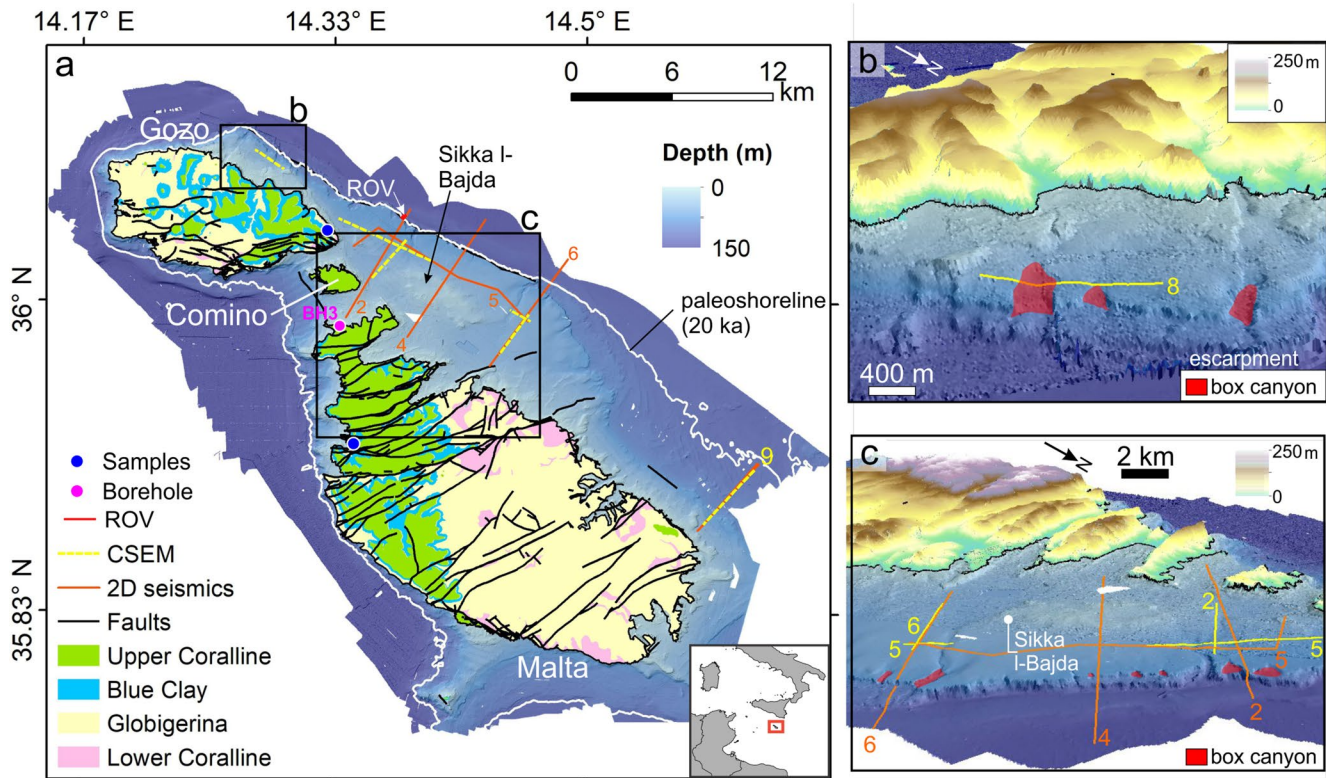 14.17° E
14.33° E
14.5° E
a
0
6
12
km
b
Gozo
Sikka l-
Bajda
Depth (m)
0
150
ROV
c
6
36° N
2
5
paleoshoreline
(20 ka)
Comino
BH3
4
9
Samples
Borehole
ROV
CSEM
2D seismics
Faults
Upper Coralline
Blue Clay
Globigerina
Lower Coralline
35.83° N
Malta
b
N
250 m
0
8
escarpment
400 m
box canyon
c
N
2 km
250 m
0
2
6
5
Sikka
l-Bajda
5
5
6
4
2
box canyon